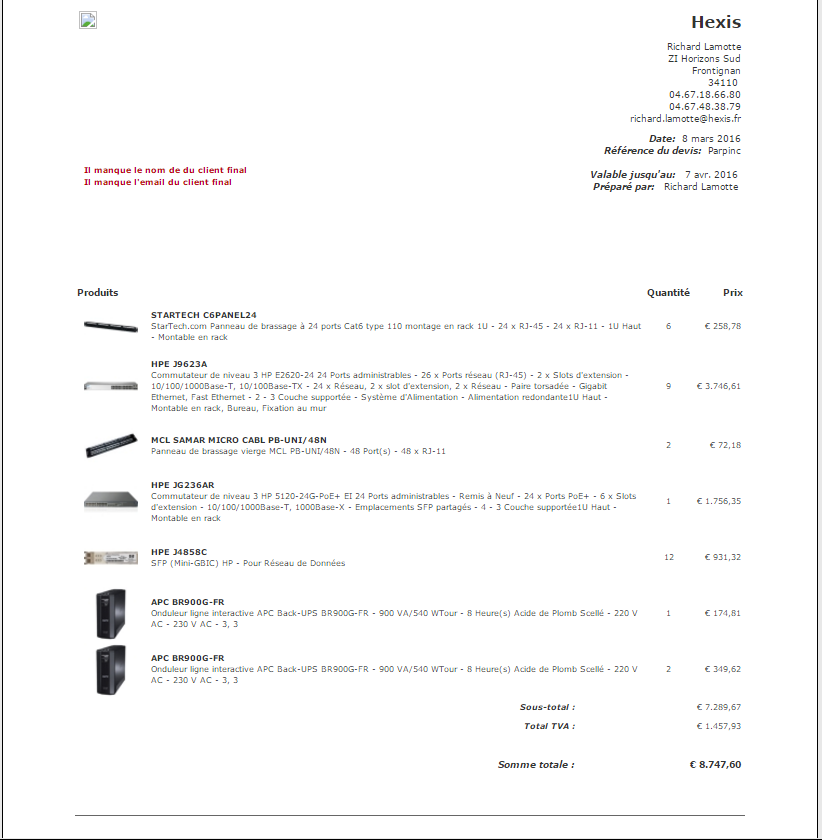 Hexis
Richard Lamotte
ZI Horizons Sud
Frontignan
34110
04.67.18.66.80
04.67.48.38.79
richard.lamotte@hexis.fr
Date: 8 mars 2016
Référence du devis: Parpinc
Il manque le nom de du client final
Il manque l'email du client final
Valable jusqu'au: 7 avr. 2016
Préparé par: Richard Lamotte
Produits Quantité Prix
STARTECH C6PANEL24
StarTech.com Panneau de brassage à 24 ports Cat6 type 110 montage en rack 1U - 24 x RJ-45 - 24 x RJ-11 - 1U Haut
- Montable en rack
6 € 258,78
HPE J9623A
Commutateur de niveau 3 HP E2620-24 24 Ports administrables - 26 x Ports réseau (RJ-45) - 2 x Slots d'extension -
10/100/1000Base-T, 10/100Base-TX - 24 x Réseau, 2 x slot d'extension, 2 x Réseau - Paire torsadée - Gigabit
Ethernet, Fast Ethernet - 2 - 3 Couche supportée - Système d'Alimentation - Alimentation redondante1U Haut -
Montable en rack, Bureau, Fixation au mur
9 € 3.746,61
MCL SAMAR MICRO CABL PB-UNI/48N
Panneau de brassage vierge MCL PB-UNI/48N - 48 Port(s) - 48 x RJ-11
2 € 72,18
HPE JG236AR
Commutateur de niveau 3 HP 5120-24G-PoE+ EI 24 Ports administrables - Remis à Neuf - 24 x Ports PoE+ - 6 x Slots
d'extension - 10/100/1000Base-T, 1000Base-X - Emplacements SFP partagés - 4 - 3 Couche supportée1U Haut -
Montable en rack
1 € 1.756,35
HPE J4858C
SFP (Mini-GBIC) HP - Pour Réseau de Données
12 € 931,32
APC BR900G-FR
Onduleur ligne interactive APC Back-UPS BR900G-FR - 900 VA/540 WTour - 8 Heure(s) Acide de Plomb Scellé - 220 V
AC - 230 V AC - 3, 3
1 € 174,81
APC BR900G-FR
Onduleur ligne interactive APC Back-UPS BR900G-FR - 900 VA/540 WTour - 8 Heure(s) Acide de Plomb Scellé - 220 V
AC - 230 V AC - 3, 3
2 € 349,62
Sous-total : € 7.289,67
Total TVA : € 1.457,93
Somme totale : € 8.747,60